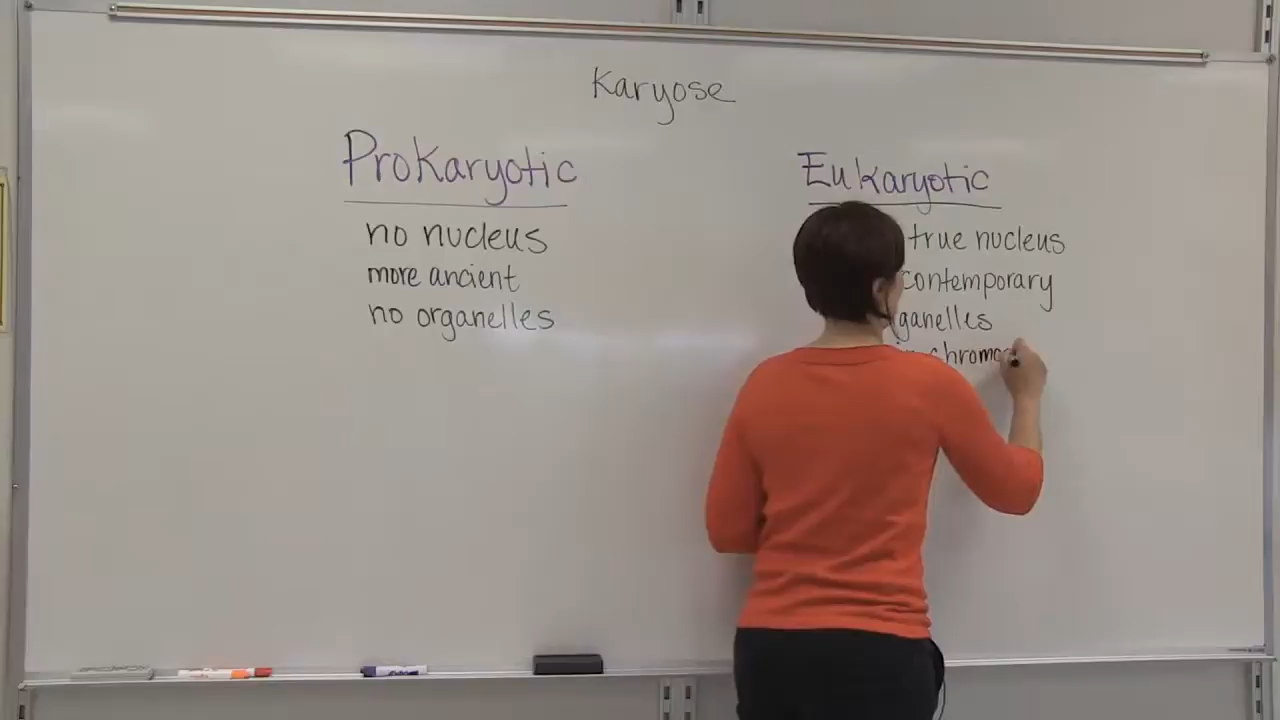 Karyose
Prokaryotic
no nucleus
more ancient
no organelles
Eukaryotic
true nucleus
contemporary